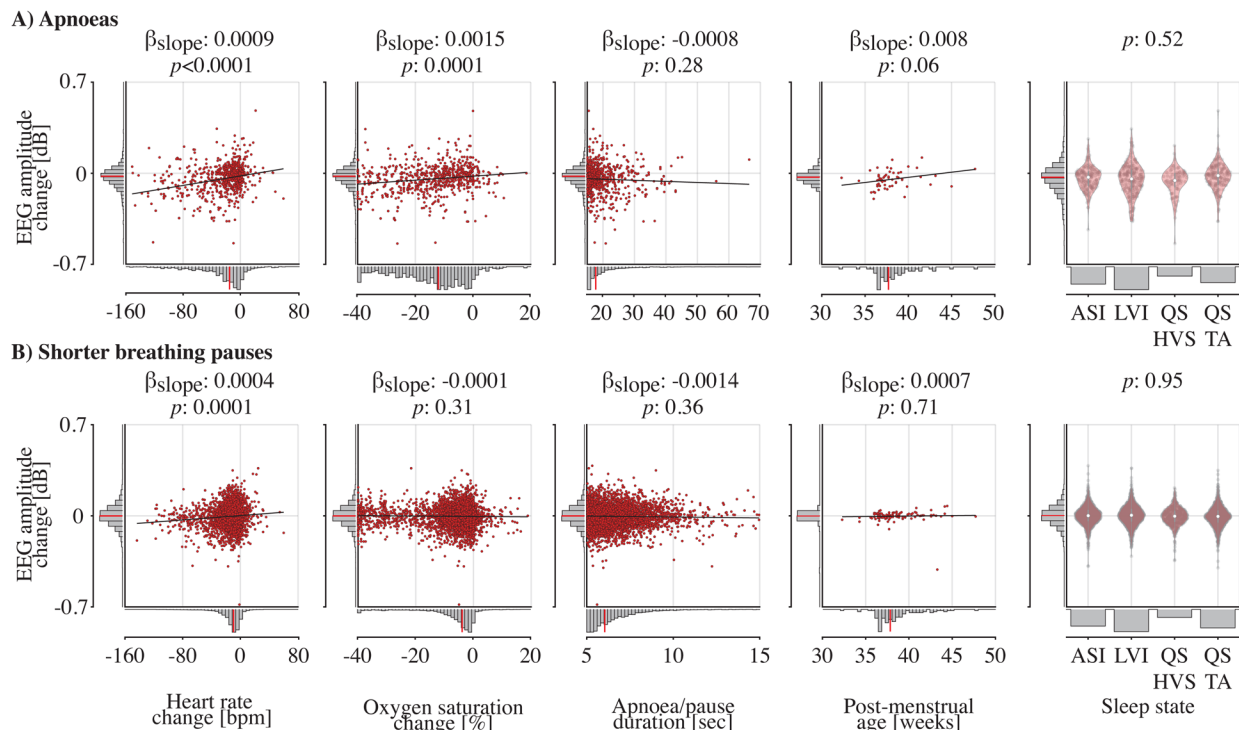 A) Apnoeas
βslope: 0.0009
p<0.0001
βslope: 0.0015
p: 0.0001
βslope: -0.0008
p: 0.28
βslope: 0.008
p: 0.06
p: 0.52
EEG amplitude
change [dB]
0.7
0
-0.7
-160 -80 0 80
-40 -20 0 20
20 30 40 50 60 70
30 35 40 45 50
ASI LVI QS QS
HVS TA
B) Shorter breathing pauses
βslope: 0.0004
p: 0.0001
βslope: -0.0001
p: 0.31
βslope: -0.0014
p: 0.36
βslope: 0.0007
p: 0.71
p: 0.95
EEG amplitude
change [dB]
0.7
0
-0.7
-160 -80 0 80
-40 -20 0 20
5 10 15
30 35 40 45 50
ASI LVI QS QS
HVS TA
Heart rate
change [bpm]
Oxygen saturation
change [%]
Apnoea/pause
duration [sec]
Post-menstrual
age [weeks]
Sleep state